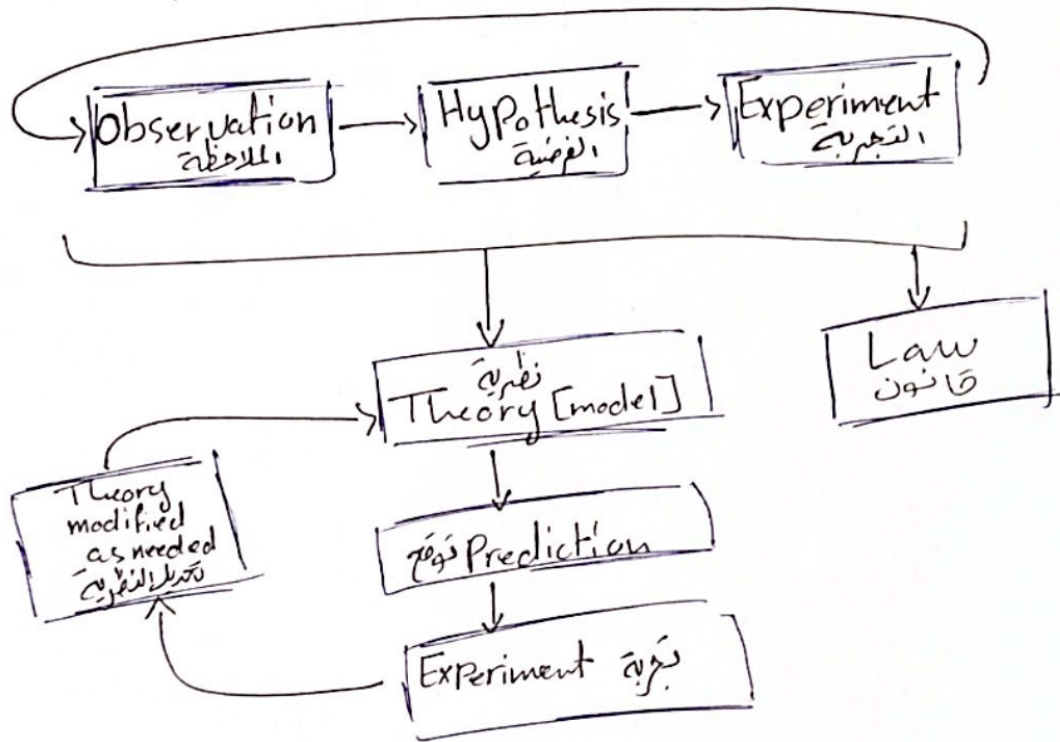 Observation
الملاحظة
Hypothesis
الفرضية
Experiment
التجربة
نظرية
Theory [model]
Law
قانون
توقع Prediction
Theory
modified
as needed
تعديل النظرية
Experiment تجربة